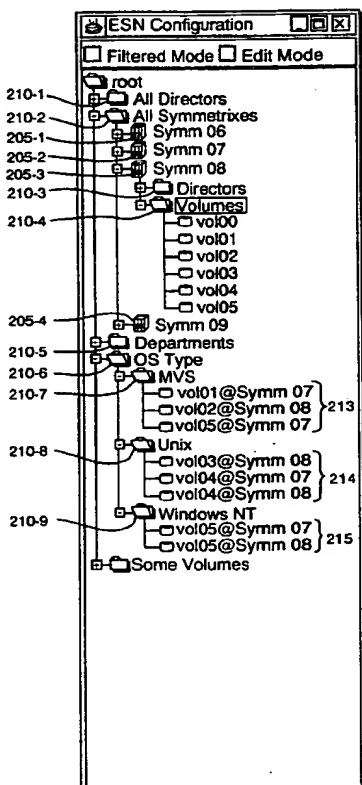 ESN Configuration
Filtered Mode Edit Mode
root
210-1 All Directors
210-2 All Symmetrixes
205-1 Symm 06
205-2 Symm 07
205-3 Symm 08
210-3 Directors
210-4 Volumes
vol00
vol01
vol02
vol03
vol04
vol05
205-4 Symm 09
210-5 Departments
210-6 OS Type
210-7 MVS
vol01@Symm 07
vol02@Symm 08 213
vol05@Symm 07
210-8 Unix
vol03@Symm 08
vol04@Symm 07 214
vol04@Symm 08
210-9 Windows NT
vol05@Symm 07
vol05@Symm 08 215
Some Volumes